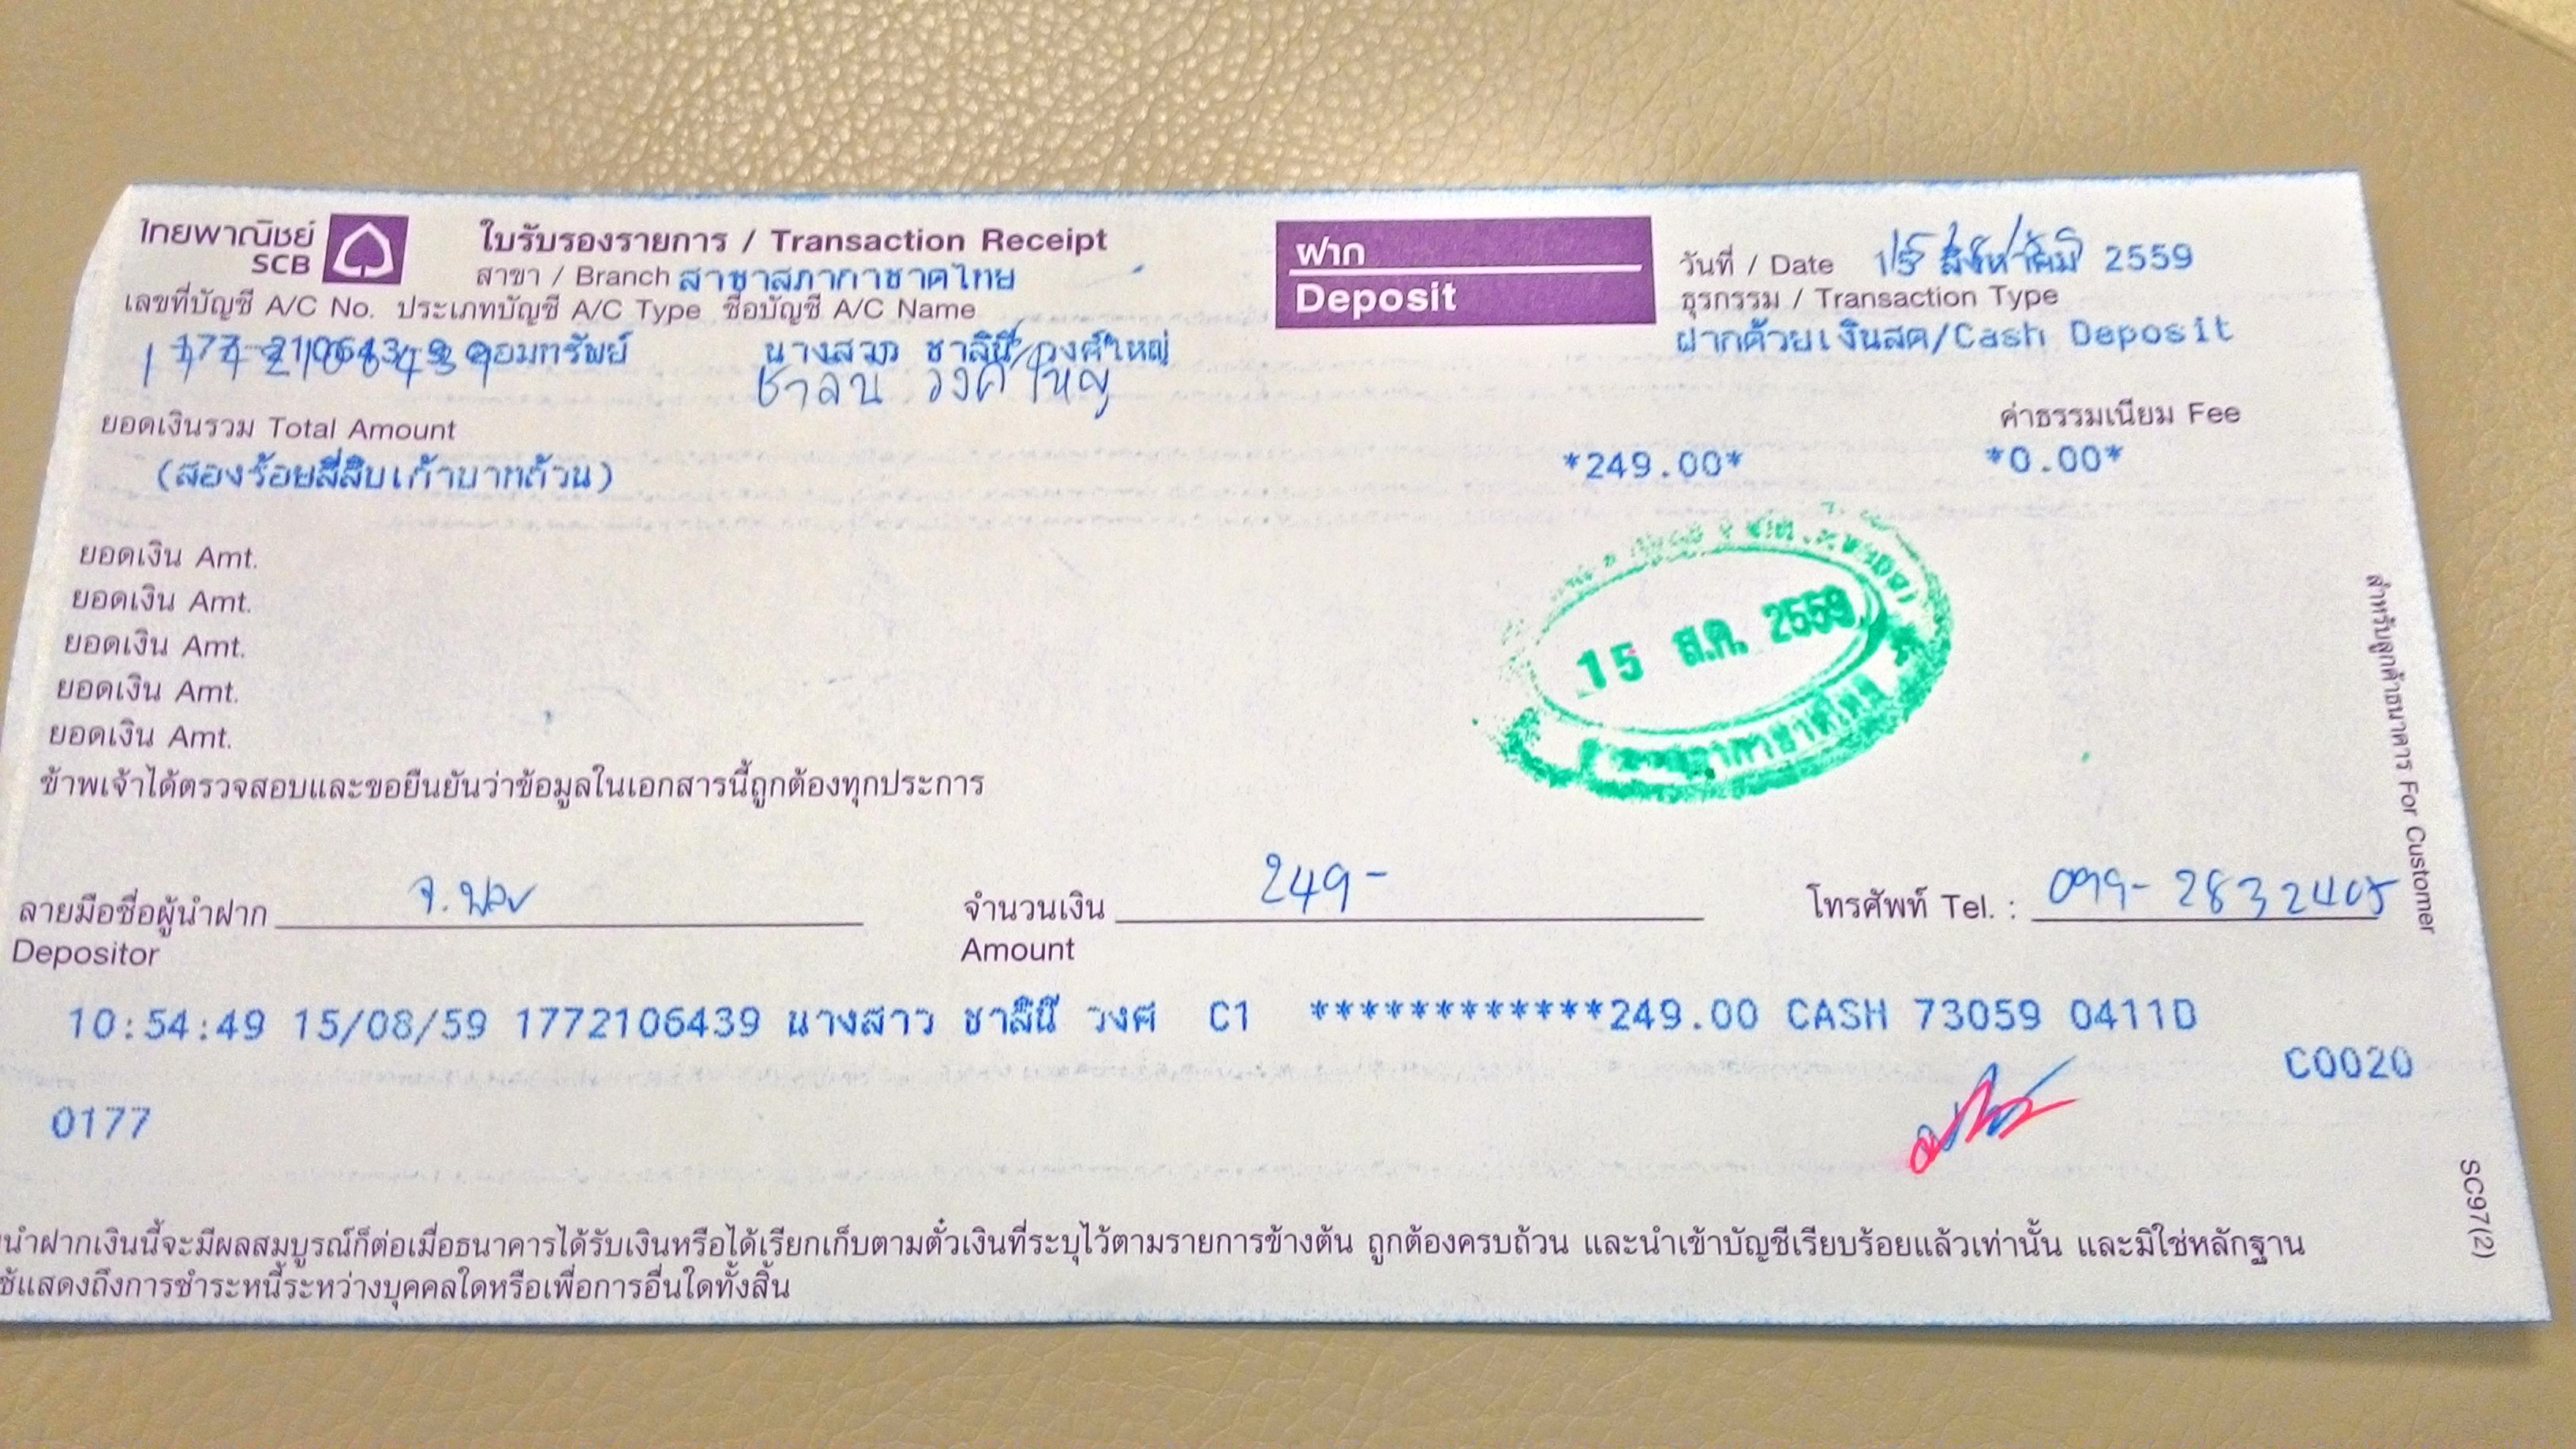 ไทยพาณิชย์
SCB
ใบรับรองรายการ / Transaction Receipt
สาขา / Branch สาขาสภากาชาดไทย
ฝาก
Deposit
วันที่ / Date 15 สิงหาคม 2559
ธุรกรรม / Transaction Type
ฝากด้วยเงินสด/Cash Deposit
เลขที่บัญชี A/C No. ประเภทบัญชี A/C Type ชื่อบัญชี A/C Name
177-210643-9 ออมทรัพย์ นางสาว ชาลินี วงศ์ใหญ่
ชาลินี วงศ์ใหญ่
ยอดเงินรวม Total Amount
ค่าธรรมเนียม Fee
(สองร้อยสี่สิบเก้าบาทถ้วน) *249.00* *0.00*
ยอดเงิน Amt.
ยอดเงิน Amt.
ยอดเงิน Amt.
ยอดเงิน Amt.
ยอดเงิน Amt.
15 ส.ค. 2559
สภากาชาดไทย
ข้าพเจ้าได้ตรวจสอบและขอยืนยันว่าข้อมูลในเอกสารนี้ถูกต้องทุกประการ
ลายมือชื่อผู้นำฝาก
Depositor
จำนวนเงิน 249-
Amount
โทรศัพท์ Tel. : 099-2832405
สำหรับลูกค้าธนาคาร For Customer
10:54:49 15/08/59 1772106439 นางสาว ชาลินี วงศ C1 ************249.00 CASH 73059 0411D
C0020
0177
SC97(2)
นำฝากเงินนี้จะมีผลสมบูรณ์ก็ต่อเมื่อธนาคารได้รับเงินหรือได้เรียกเก็บตามตั๋วเงินที่ระบุไว้ตามรายการข้างต้น ถูกต้องครบถ้วน และนำเข้าบัญชีเรียบร้อยแล้วเท่านั้น และมิใช่หลักฐาน
ช้แสดงถึงการชำระหนี้ระหว่างบุคคลใดหรือเพื่อการอื่นใดทั้งสิ้น